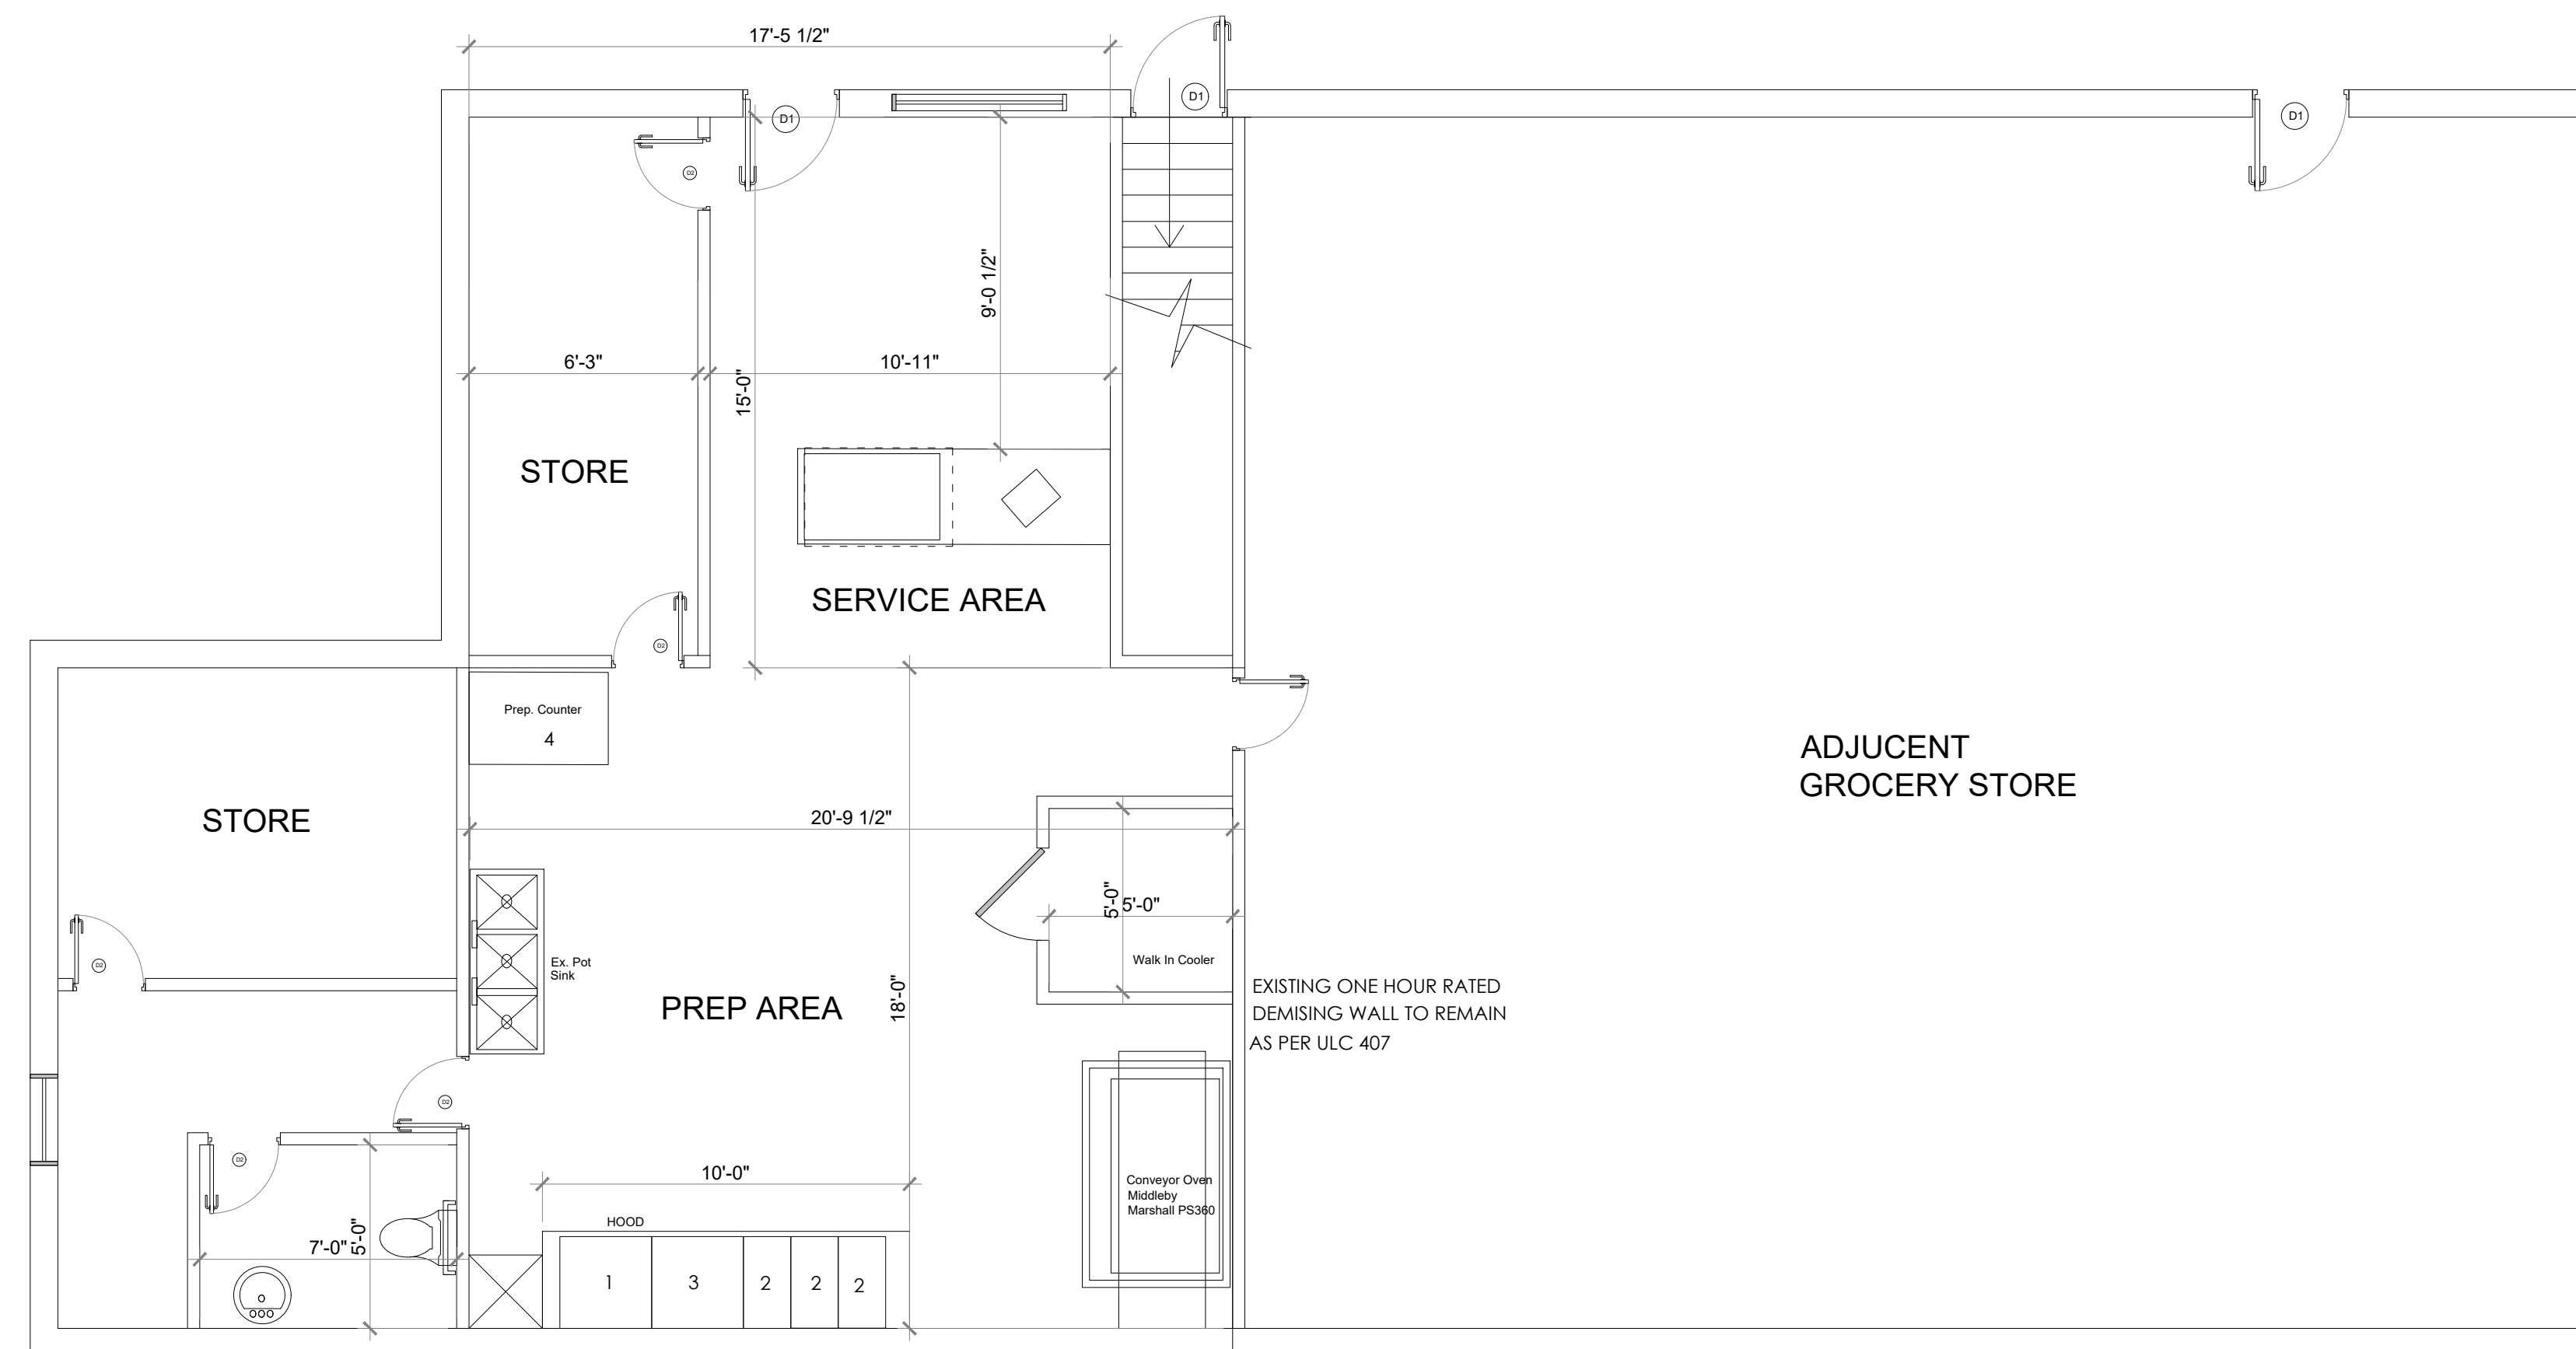 17'-5 1/2"
D1
D1
D1
D2
9'-0 1/2"
6'-3"
10'-11"
15'-0"
STORE
SERVICE AREA
D2
Prep. Counter
4
ADJUCENT
GROCERY STORE
STORE
20'-9 1/2"
5'-0"
5'-0"
Walk In Cooler
D2
Ex. Pot
Sink
PREP AREA
18'-0"
EXISTING ONE HOUR RATED
DEMISING WALL TO REMAIN
AS PER ULC 407
D2
D2
10'-0"
Conveyor Oven
Middleby
Marshall PS360
HOOD
7'-0"
5'-0"
1
3
2
2
2